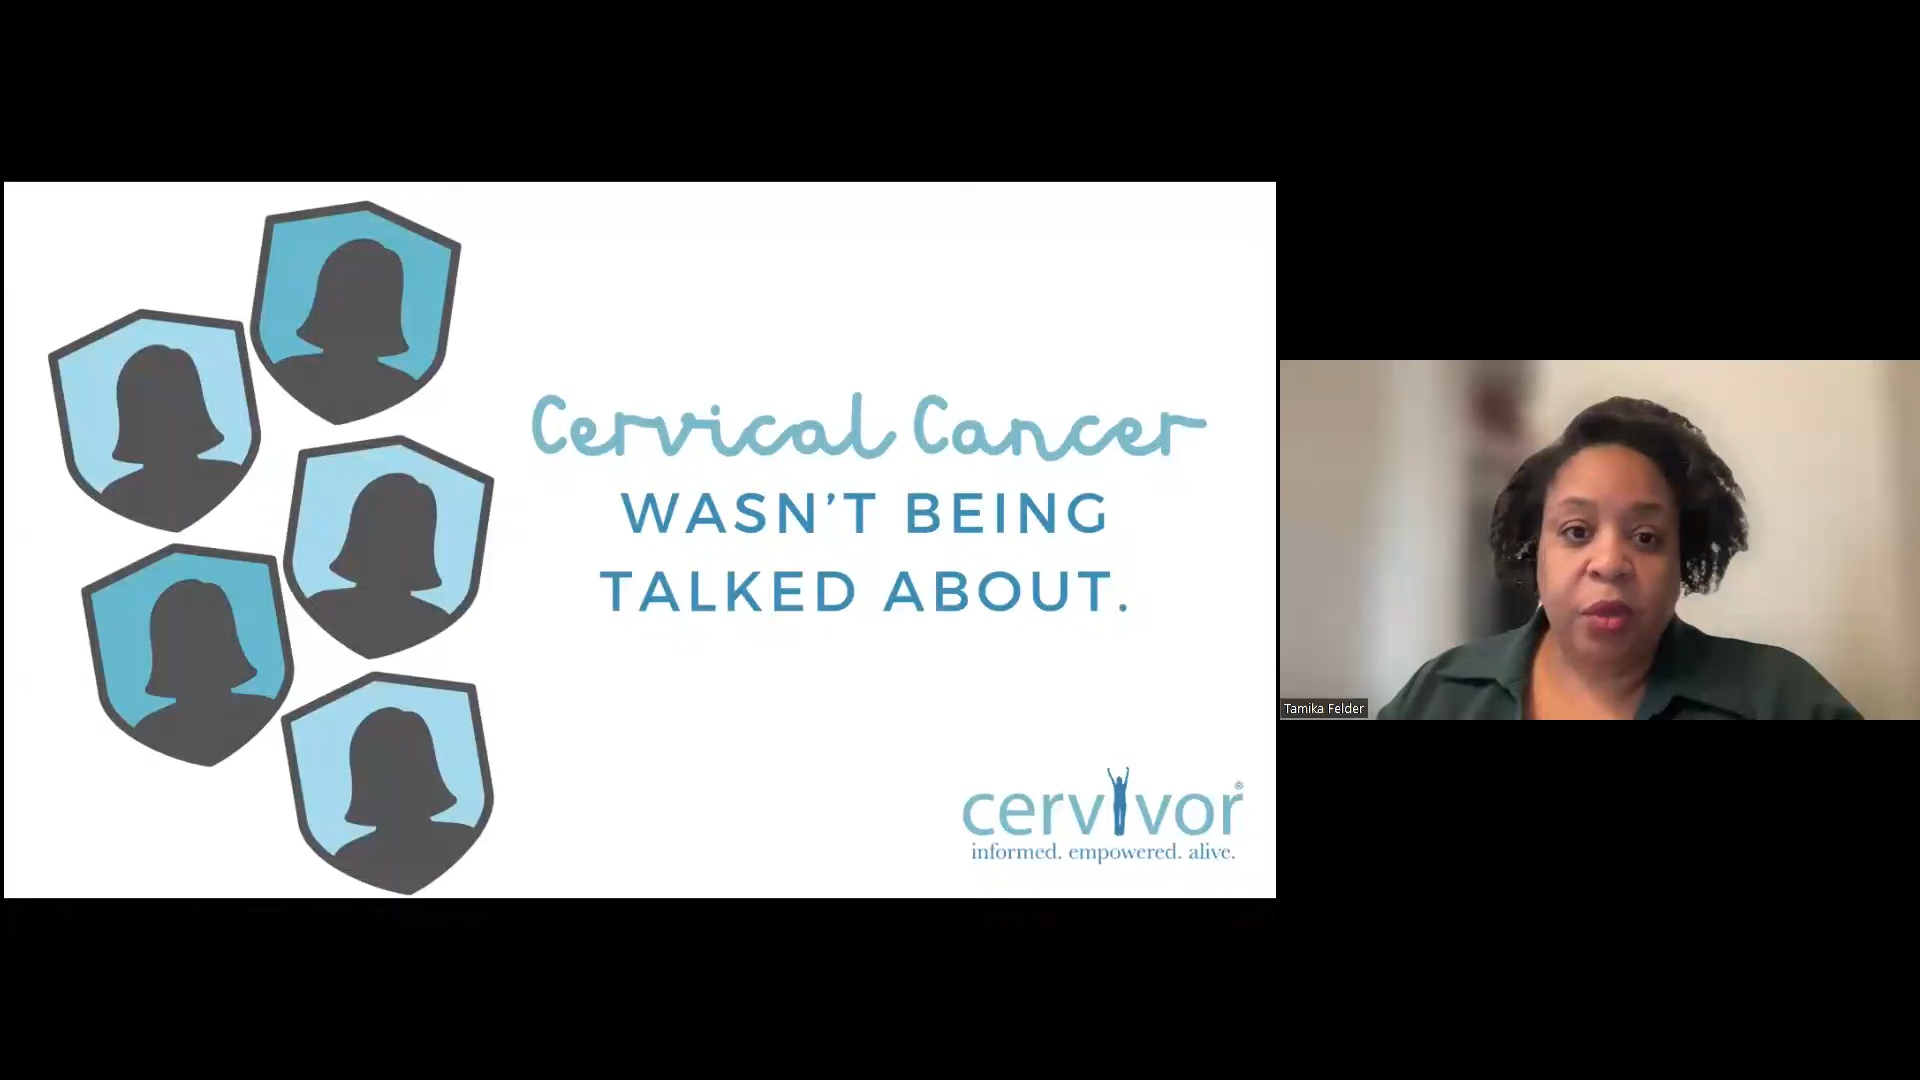 Cervical Cancer
WASN'T BEING
TALKED ABOUT.
cervivor®
informed. empowered. alive.
Tamika Felder